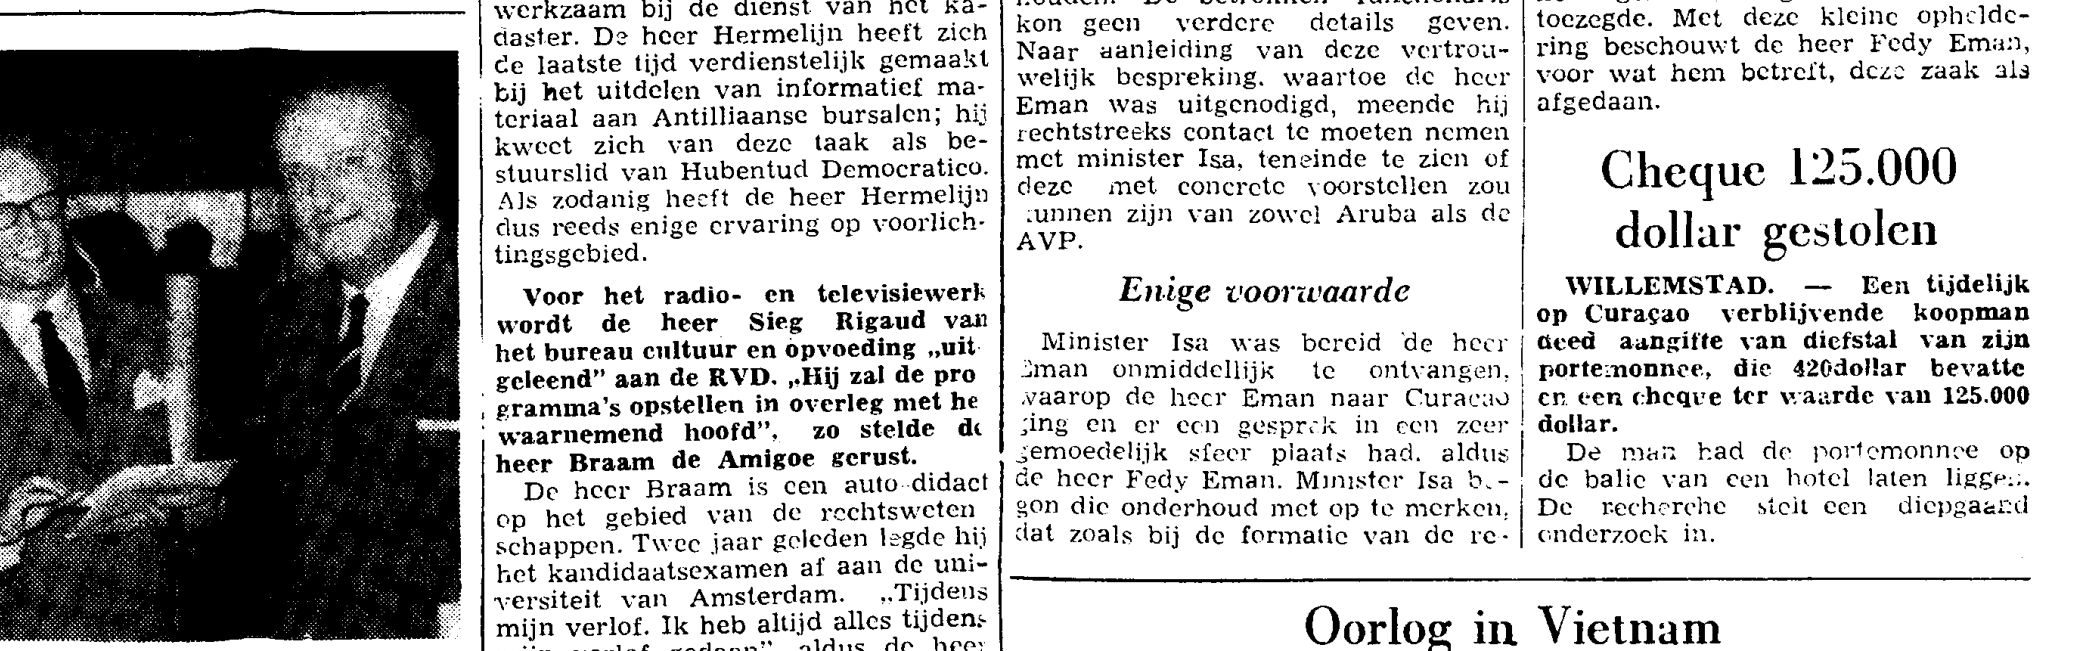 werkzaam bij de dienst van het ka-
daster. De heer Hermelijn heeft zich
de laatste tijd verdienstelijk gemaakt
bij het uitdelen van informatief ma-
teriaal aan Antilliaanse bursalen; hij
kweet zich van deze taak als be-
stuurslid van Hubentud Democratico.
Als zodanig heeft de heer Hermelijn
dus reeds enige ervaring op voorlich-
tingsgebied.
Voor het radio- en televisiewerk
wordt de heer Sieg Rigaud van
het bureau cultuur en opvoeding „uit
geleend” aan de RVD. „Hij zal de pro
gramma's opstellen in overleg met he
waarnemend hoofd”, zo stelde de
heer Braam de Amigoe gerust.
De heer Braam is een auto-didact
op het gebied van de rechtsweten
schappen. Twee jaar geleden legde hij
het kandidaatsexamen af aan de uni-
versiteit van Amsterdam. „Tijdens
mijn verlof. Ik heb altijd alles tijdens
verlof gedaan” aldus de heer
kon geen verdere details geven.
Naar aanleiding van deze vertrou-
welijk bespreking, waartoe de heer
Eman was uitgenodigd, meende hij
rechtstreeks contact te moeten nemen
met minister Isa, teneinde te zien of
deze met concrete voorstellen zou
kunnen zijn van zowel Aruba als de
AVP.
Enige voorwaarde
Minister Isa was bereid de heer
Eman onmiddellijk te ontvangen,
waarop de heer Eman naar Curacao
ging en er een gesprek in een zeer
gemoedelijk sfeer plaats had, aldus
de heer Fedy Eman. Minister Isa be-
gon die onderhoud met op te merken,
dat zoals bij de formatie van de re-
toezegde. Met deze kleine ophelde-
ring beschouwt de heer Fedy Eman,
voor wat hem betreft, deze zaak als
afgedaan.
Cheque 125.000
dollar gestolen
WILLEMSTAD. — Een tijdelijk
op Curaçao verblijvende koopman
deed aangifte van diefstal van zijn
portemonnee, die 420dollar bevatte
en een cheque ter waarde van 125.000
dollar.
De man had de portemonnee op
de balie van een hotel laten liggen.
De recherche stelt een diepgaand
onderzoek in.
Oorlog in Vietnam